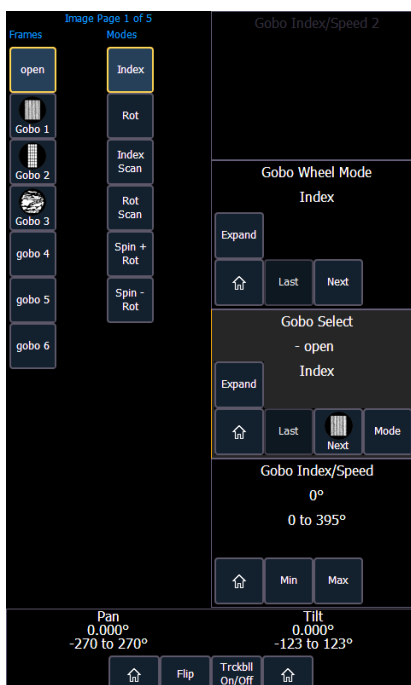 Image Page 1 of 5
Frames
Modes
open
Gobo 1
Gobo 2
Gobo 3
gobo 4
gobo 5
gobo 6
Index
Rot
Index
Scan
Rot
Scan
Spin +
Rot
Spin -
Rot
Gobo Index/Speed 2
Gobo Wheel Mode
Index
Expand
Last
Next
Gobo Select
- open
Index
Expand
Last
Next
Mode
Gobo Index/Speed
0°
0 to 395°
Min
Max
Pan
0.000°
-270 to 270°
Tilt
0.000°
-123 to 123°
Flip
Trckbll
On/Off